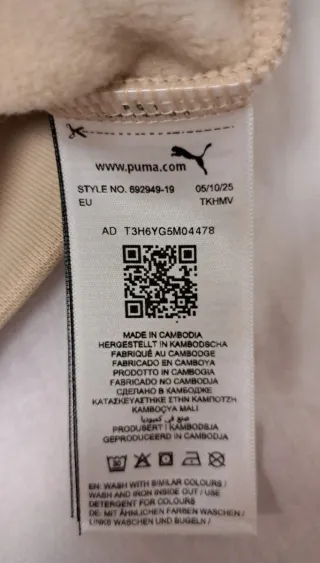 www.puma.com
STYLE NO. 692949-19 05/10/25
EU TKHMV
AD T3H6YG5M04478
MADE IN CAMBODIA
HERGESTELLT IN KAMBODSCHA
FABRIQUÉ AU CAMBODGE
FABRICADO EN CAMBOYA
PRODOTTO IN CAMBOGIA
FABRICADO NO CAMBODJA
СДЕЛАНО В КАМБОДЖЕ
ΚΑΤΑΣΚΕΥΑΣΤΗΚΕ ΣΤΗΝ ΚΑΜΠΟΤΖΗ
KAMBOÇYA MALI
صنع في كمبوديا
PRODUSERT I KAMBODSJA
GEPRODUCEERD IN CAMBODJA
EN: WASH WITH SIMILAR COLOURS /
WASH AND IRON INSIDE OUT / USE
DETERGENT FOR COLOURS
DE: MIT ÄHNLICHEN FARBEN WASCHEN /
LINKS WASCHEN UND BÜGELN /